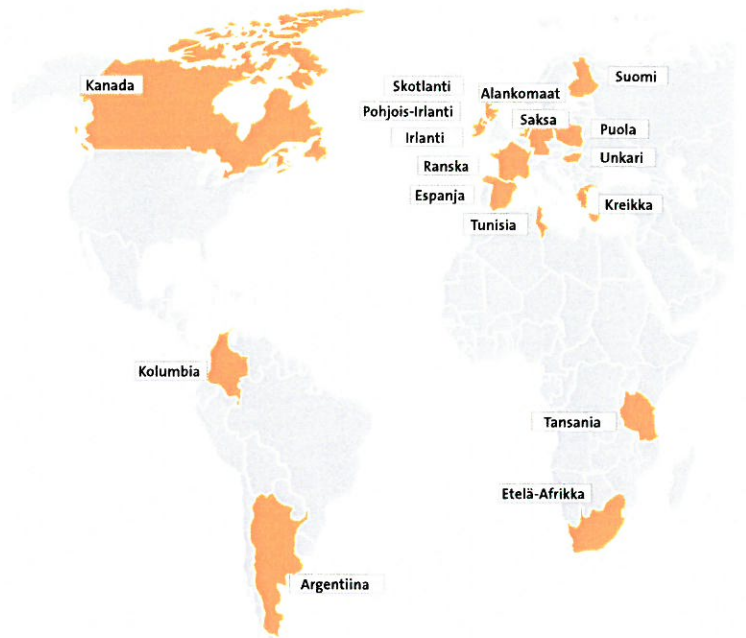 Kanada
Skotlanti
Alankomaat
Suomi
Pohjois-Irlanti
Saksa
Puola
Irlanti
Unkari
Ranska
Espanja
Kreikka
Tunisia
Kolumbia
Tansania
Etelä-Afrikka
Argentiina